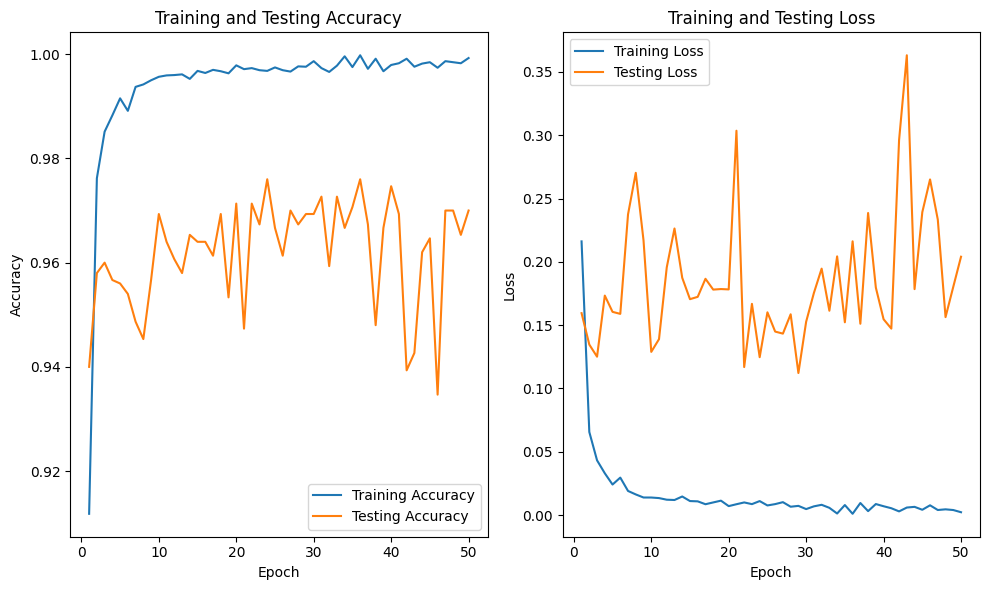 Training and Testing Accuracy
Accuracy
1.00
0.98
0.96
0.94
0.92
Training Accuracy
Testing Accuracy
0 10 20 30 40 50
Epoch
Training and Testing Loss
Training Loss
Testing Loss
Loss
0.35
0.30
0.25
0.20
0.15
0.10
0.05
0.00
0 10 20 30 40 50
Epoch